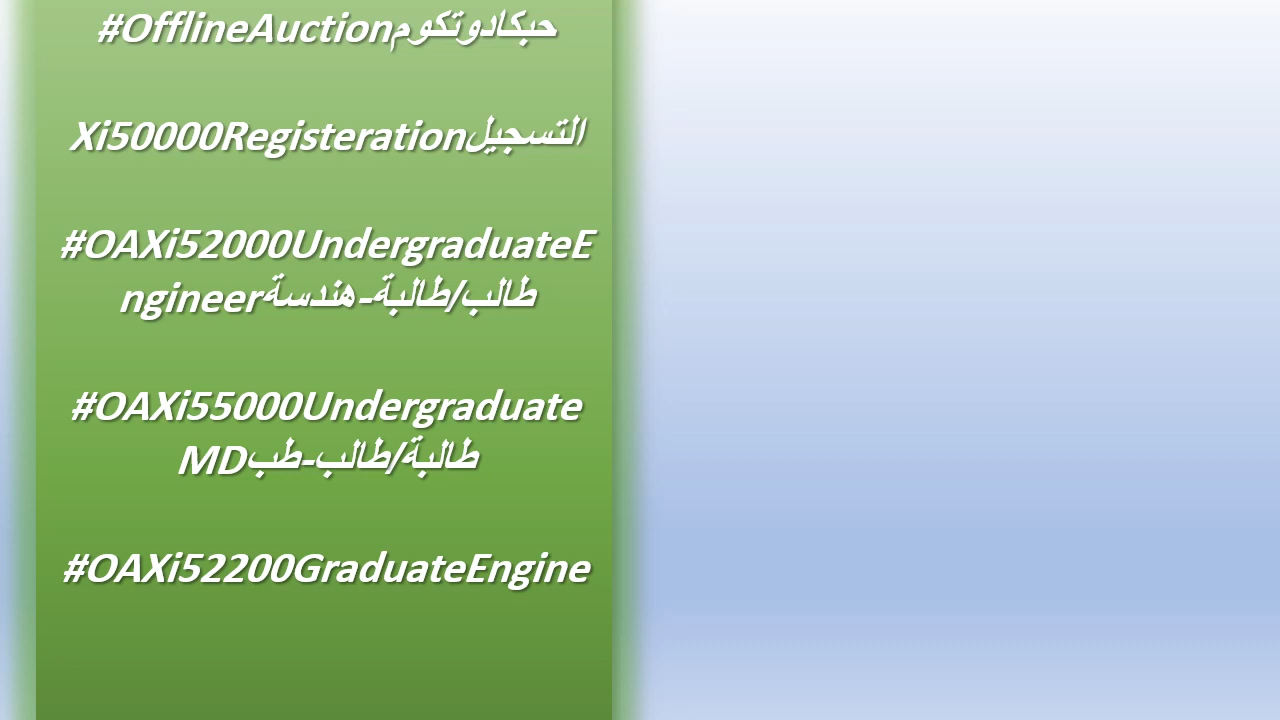 #OfflineAuctionحبكادوتكوم
Xi50000Registerationالتسجيل
#OAXi52000UndergraduateE
ngineerطالب/طالبة-هندسة
#OAXi55000Undergraduate
MDطالبة/طالب-طب
#OAXi52200GraduateEngine